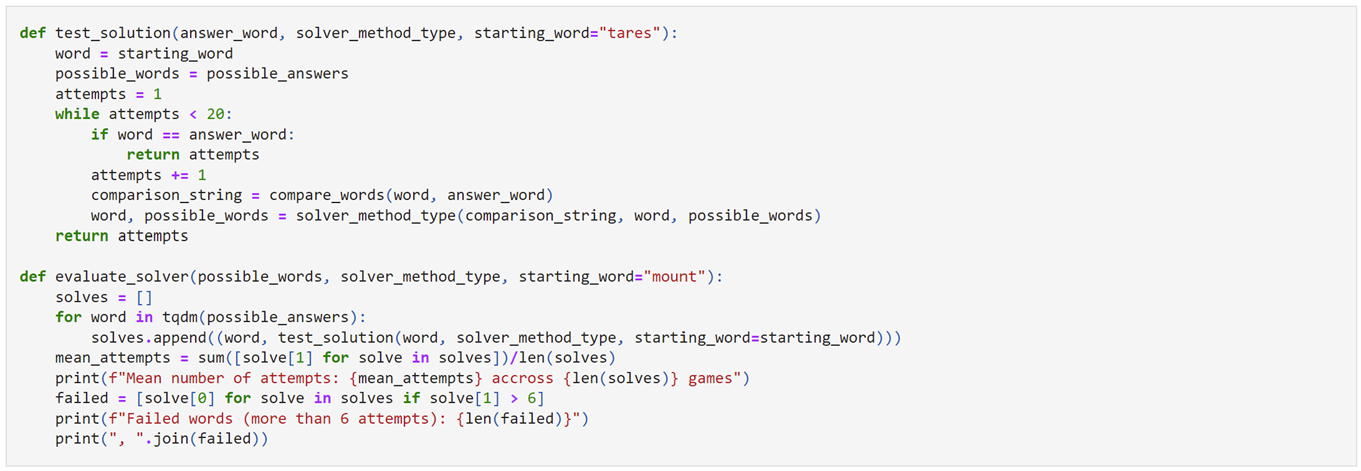 def test_solution(answer_word, solver_method_type, starting_word="tares"):
    word = starting_word
    possible_words = possible_answers
    attempts = 1
    while attempts < 20:
        if word == answer_word:
            return attempts
        attempts += 1
        comparison_string = compare_words(word, answer_word)
        word, possible_words = solver_method_type(comparison_string, word, possible_words)
    return attempts

def evaluate_solver(possible_words, solver_method_type, starting_word="mount"):
    solves = []
    for word in tqdm(possible_answers):
        solves.append((word, test_solution(word, solver_method_type, starting_word=starting_word)))
    mean_attempts = sum([solve[1] for solve in solves])/len(solves)
    print(f"Mean number of attempts: {mean_attempts} accross {len(solves)} games")
    failed = [solve[0] for solve in solves if solve[1] > 6]
    print(f"Failed words (more than 6 attempts): {len(failed)}")
    print(", ".join(failed))